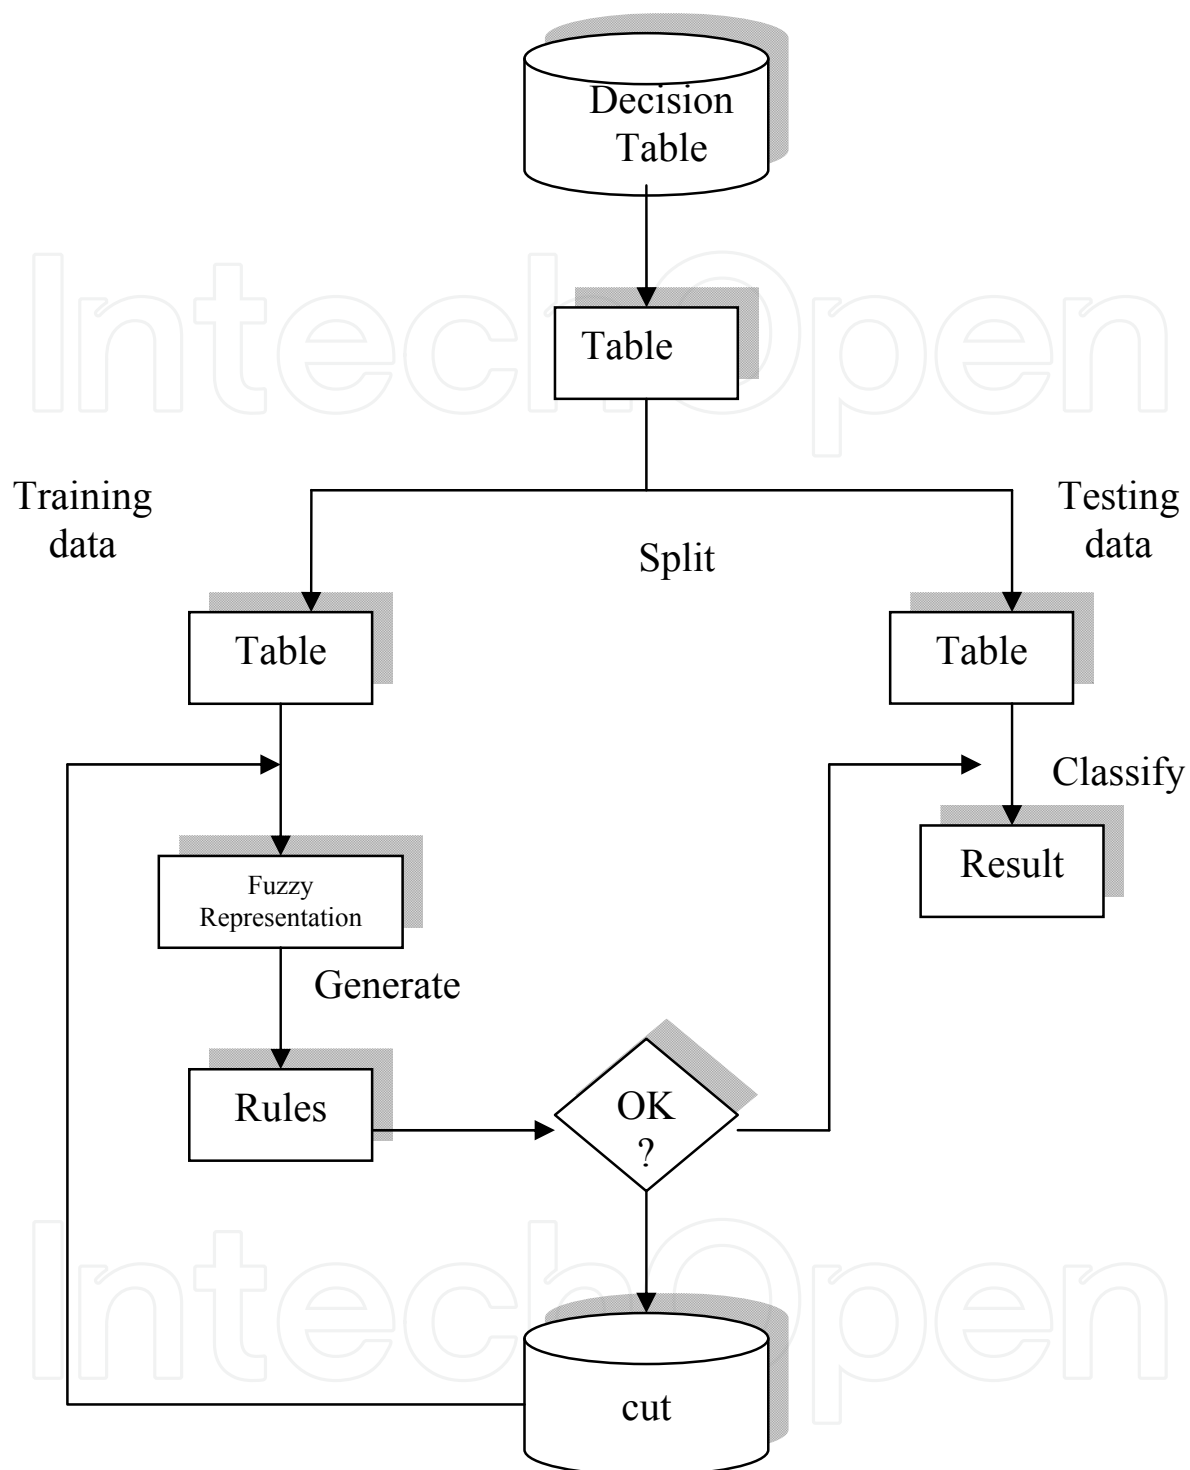 Decision
Table
IntechOpen
Table
Training
data
Testing
data
Split
Table
Table
Classify
Fuzzy
Representation
Result
Generate
Rules
OK
?
IntechOpen
cut